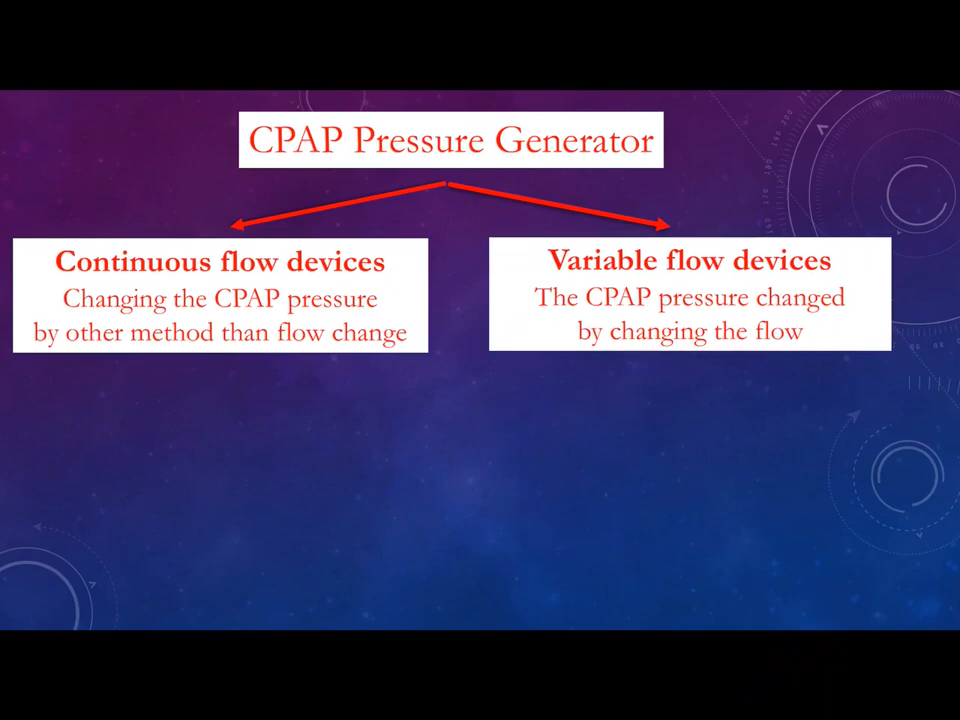 CPAP Pressure Generator
Continuous flow devices
Changing the CPAP pressure
by other method than flow change
Variable flow devices
The CPAP pressure changed
by changing the flow